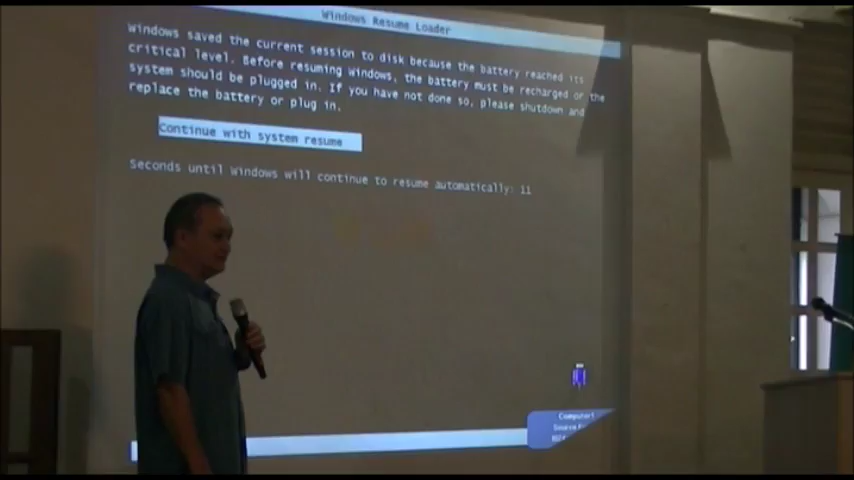 Windows Resume Loader
Windows saved the current session to disk because the battery reached its
critical level. Before resuming Windows, the battery must be recharged or the
system should be plugged in. If you have not done so, please shutdown and
replace the battery or plug in.
Continue with system resume
Seconds until Windows will continue to resume automatically: 11
Computer1
Source